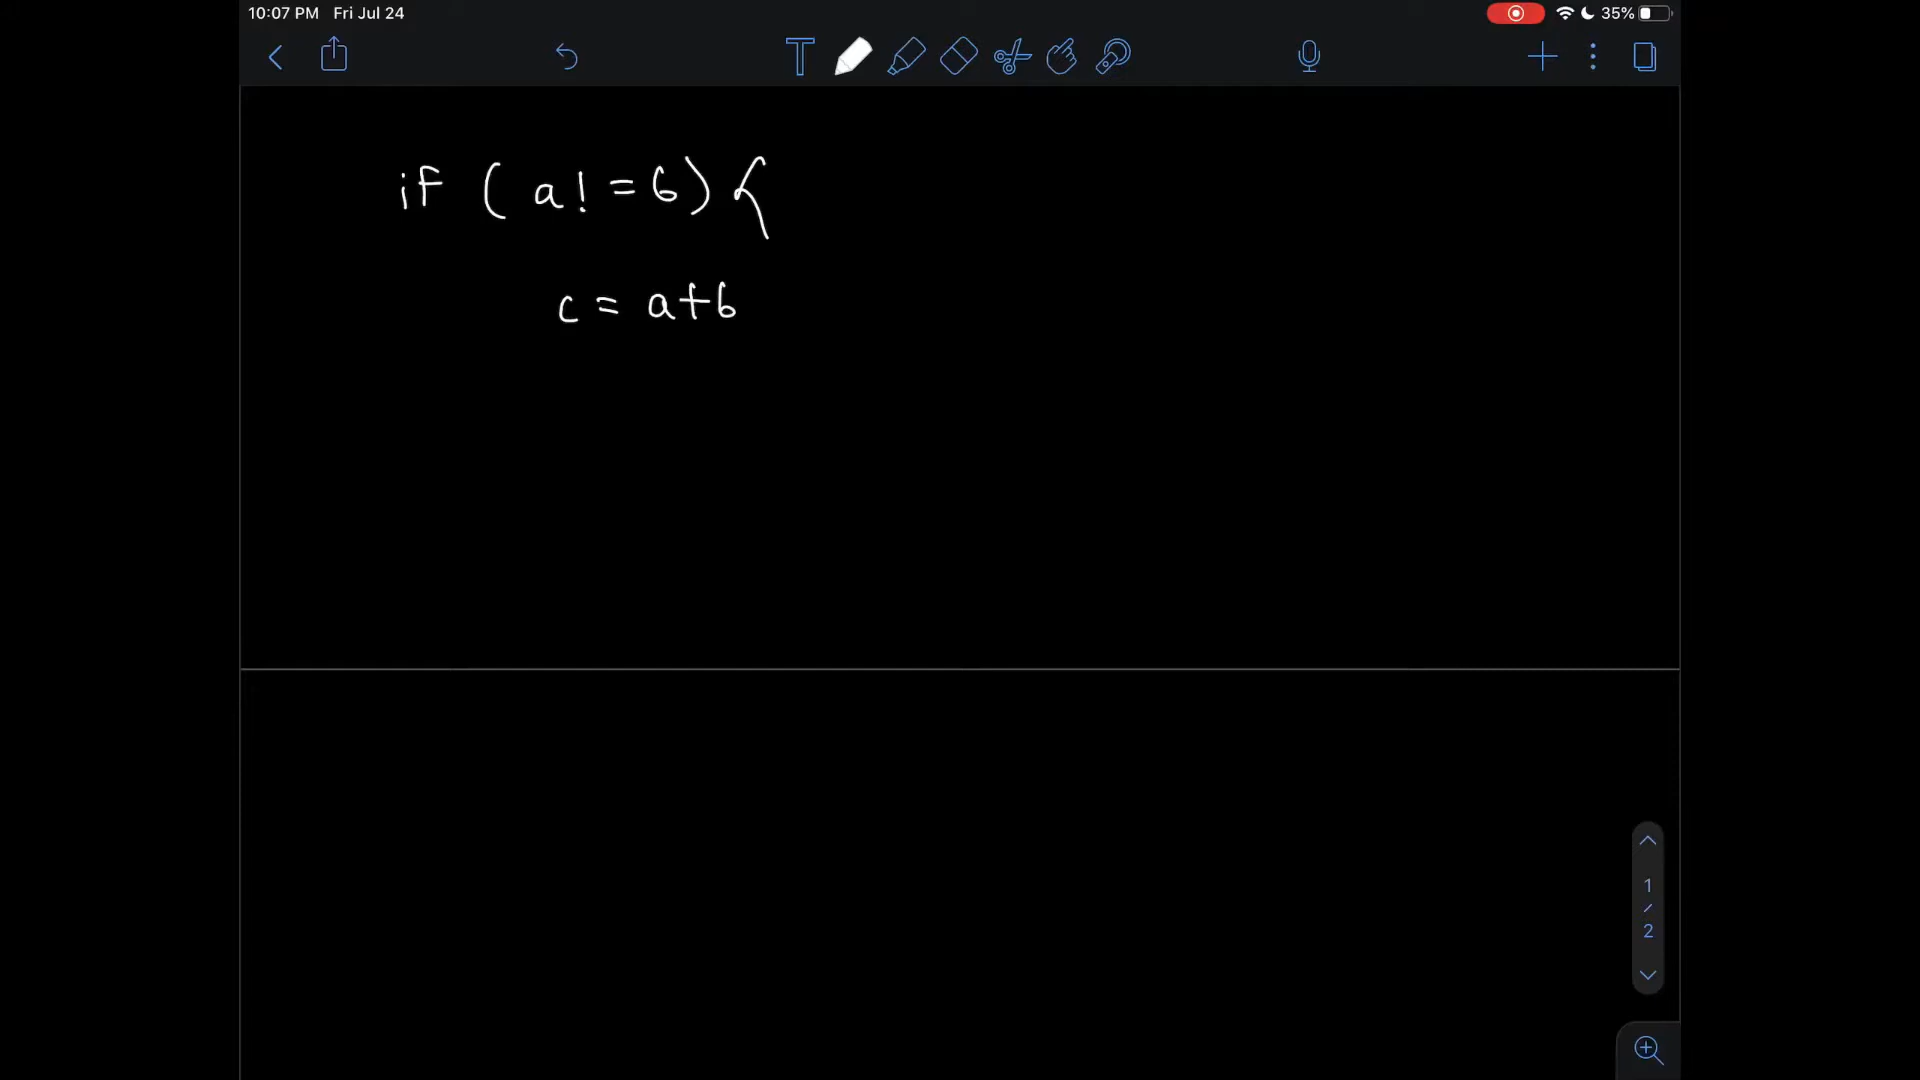 10:07 PM Fri Jul 24
35%
T
if ( a! = b) {
c = a+b
1
/
2